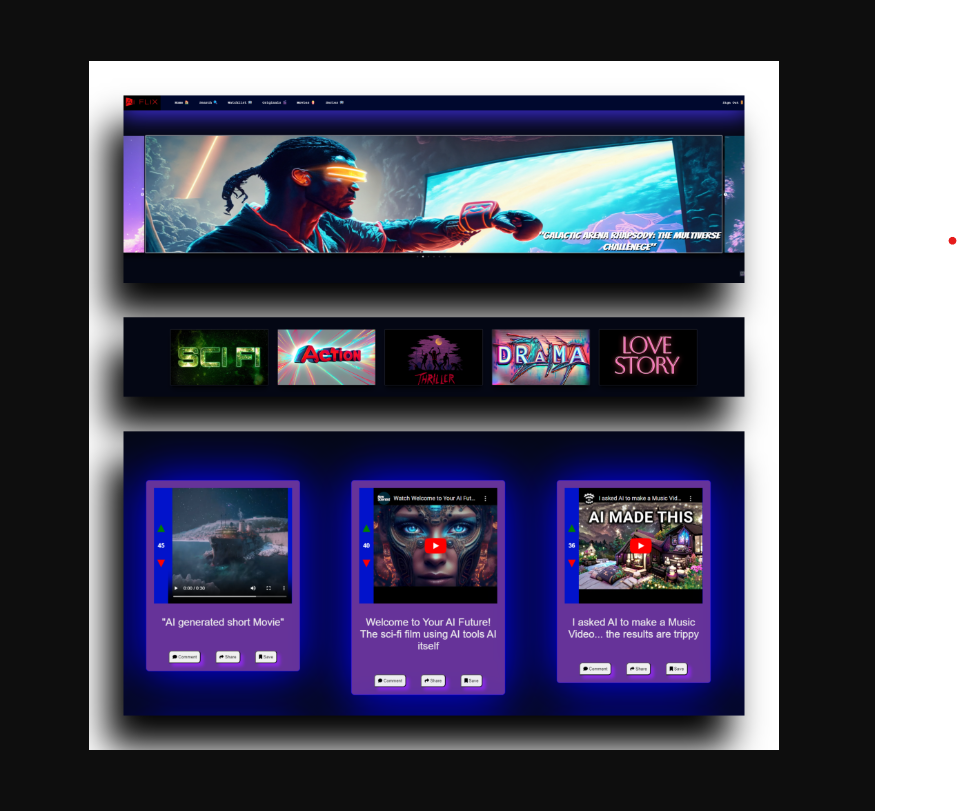 FLIX
Home Search Watchlist Originals Movies Series Sign Out
"GALACTIC ARENA RHAPSODY: THE MULTIVERSE
CHALLENEGE"
SCI FI
ACTION
THRILLER
DRAMA
LOVE
STORY
45
0:00 / 0:30
"AI generated short Movie"
Comment Share Save
Watch Welcome to Your AI Fut...
40
Welcome to Your AI Future!
The sci-fi film using AI tools AI
itself
Comment Share Save
I asked AI to make a Music Vid...
AI MADE THIS
36
I asked AI to make a Music
Video... the results are trippy
Comment Share Save